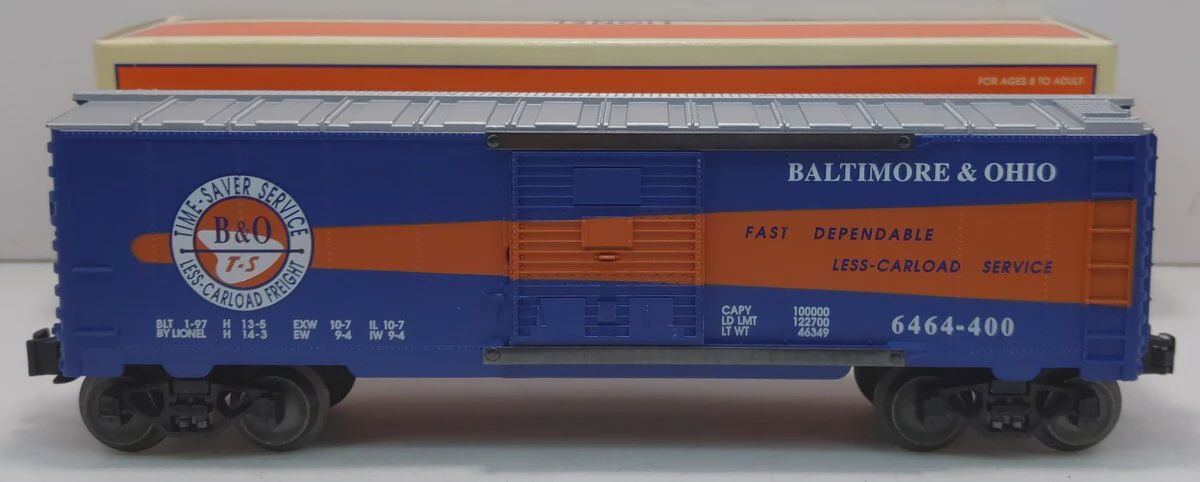 LIONEL
FOR AGES 8 TO ADULT
BALTIMORE & OHIO
TIME-SAVER SERVICE
B&O
T-S
LESS-CARLOAD FREIGHT
FAST DEPENDABLE
LESS-CARLOAD SERVICE
BLT 1-97 H 13-5 EXW 10-7 IL 10-7
BY LIONEL H 14-3 EW 9-4 IW 9-4
CAPY 100000
LD LMT 122700
LT WT 46349
6464-400